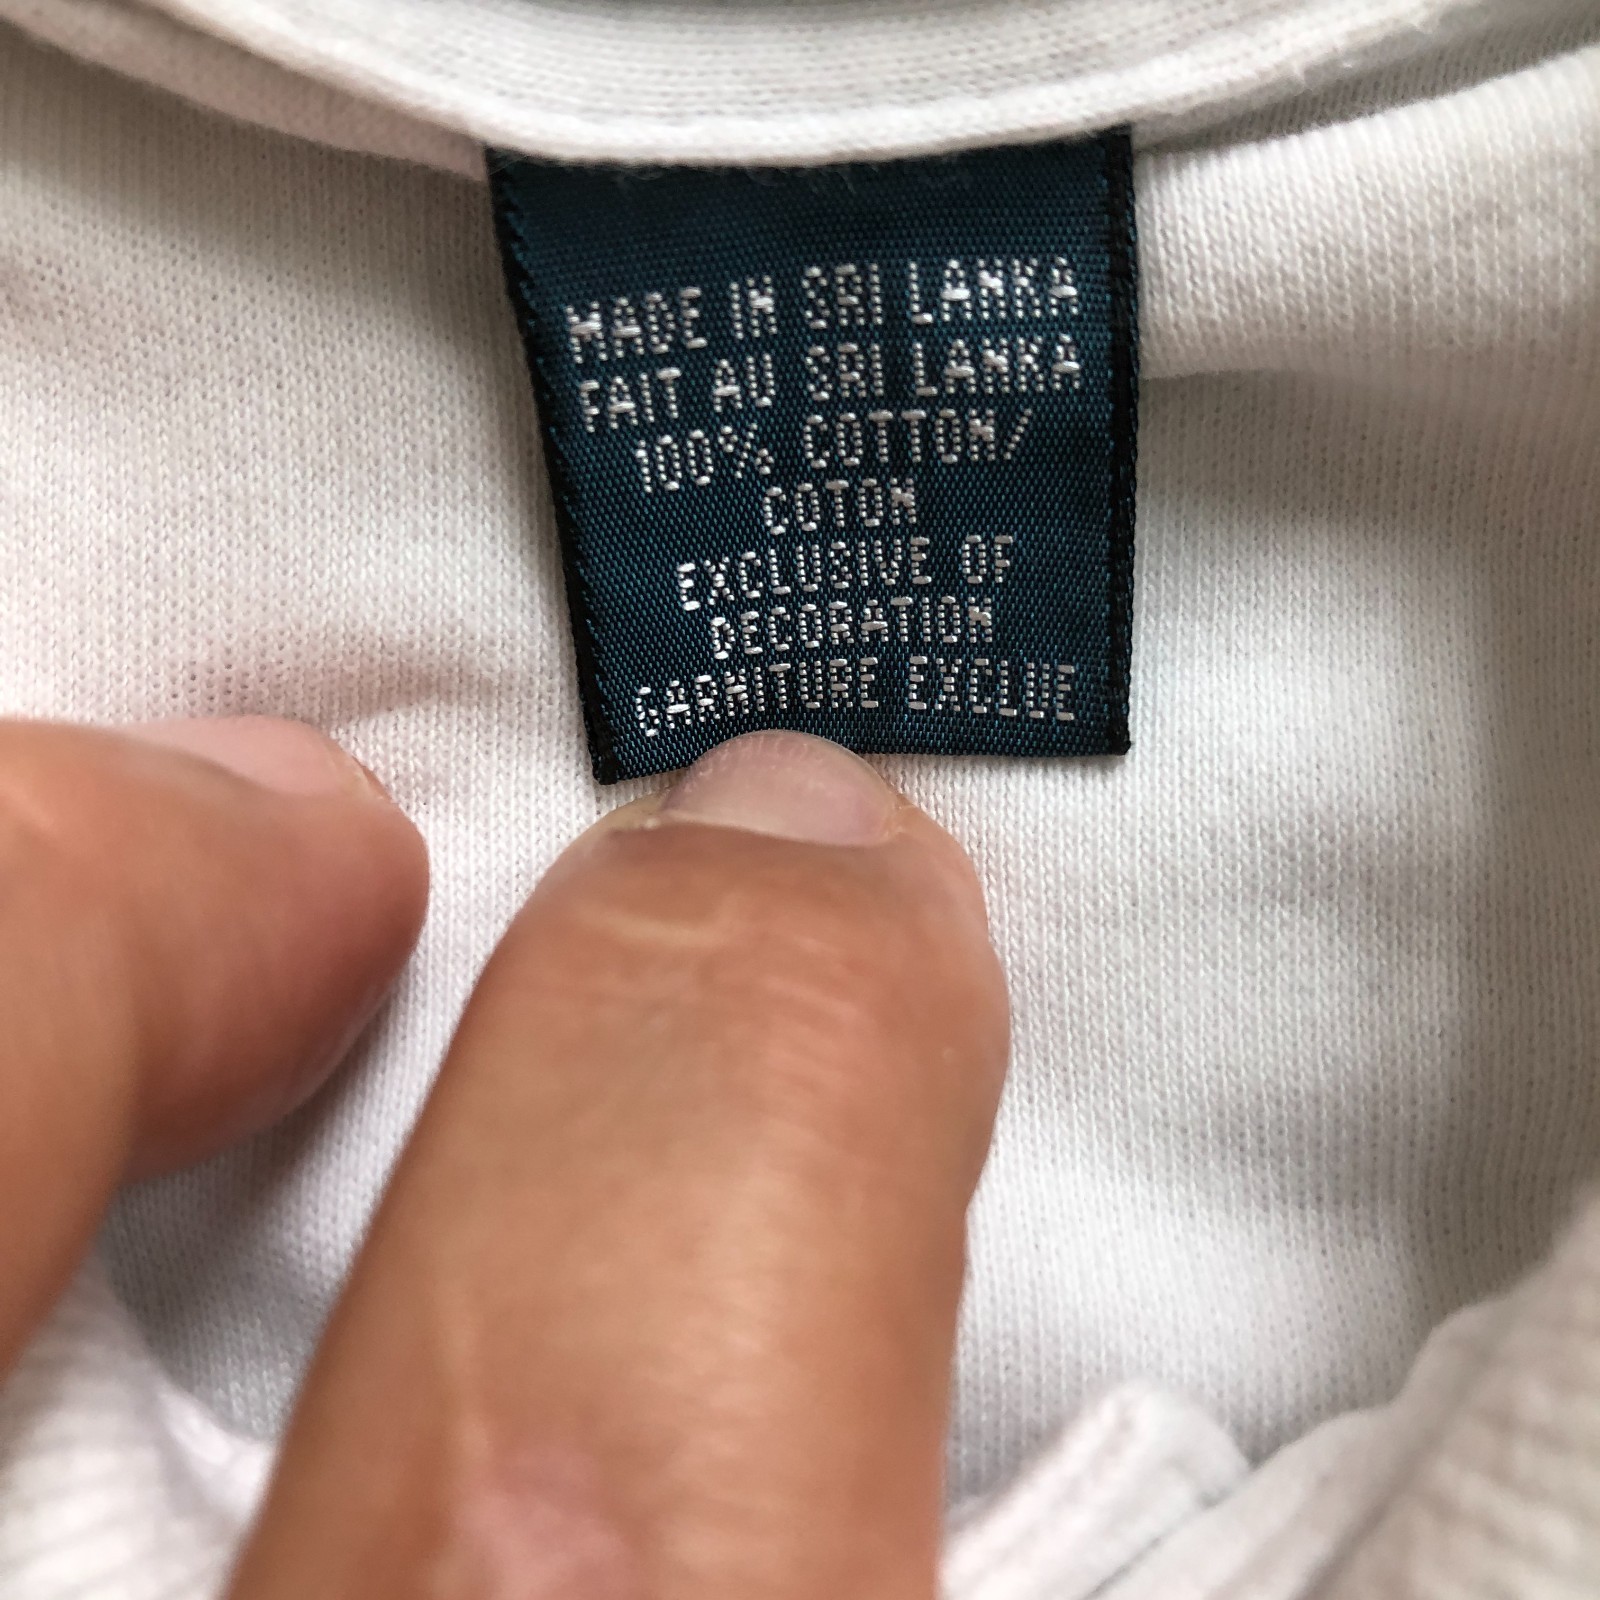 MADE IN SRI LANKA
FAIT AU SRI LANKA
100% COTTON/
COTON
EXCLUSIVE OF
DECORATION
GARNITURE EXCLUE